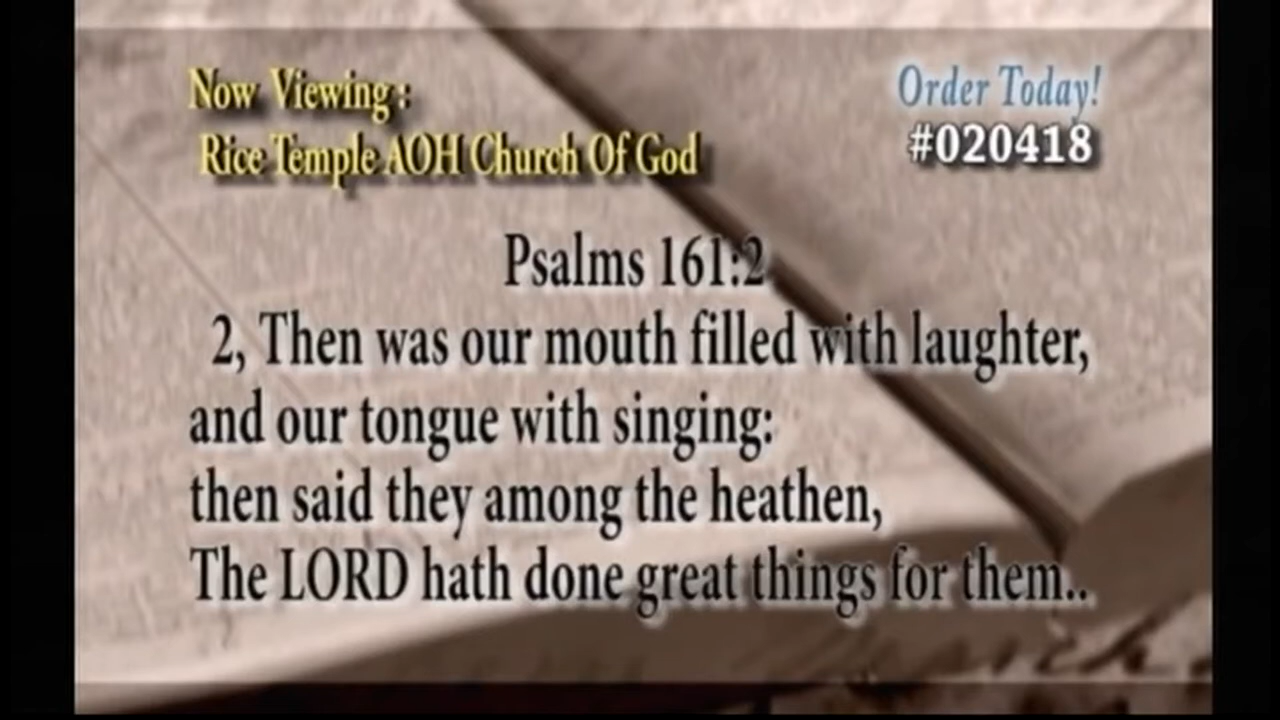 Now Viewing :
Rice Temple AOH Church Of God
Order Today!
#020418
Psalms 161:2
2, Then was our mouth filled with laughter,
and our tongue with singing:
then said they among the heathen,
The LORD hath done great things for them..